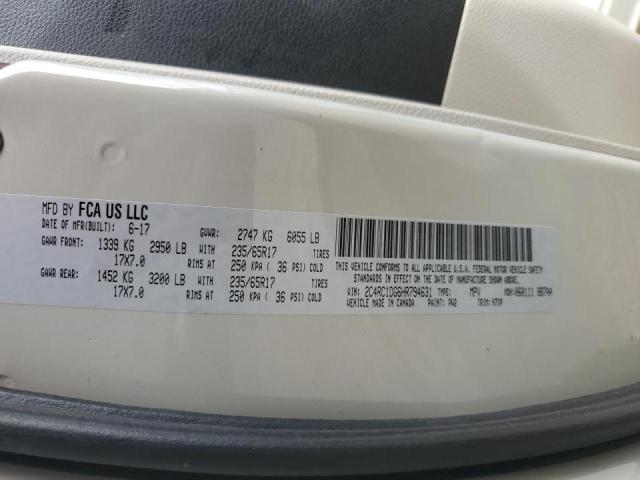 MFD BY FCA US LLC
DATE OF MFR(BUILT): 6-17 GVWR: 2747 KG 6055 LB
GAWR FRONT: 1339 KG 2950 LB WITH 235/65R17 TIRES
17X7.0 RIMS AT 250 KPA ( 36 PSI) COLD
GAWR REAR: 1452 KG 3200 LB WITH 235/65R17 TIRES
17X7.0 RIMS AT 250 KPA ( 36 PSI) COLD
THIS VEHICLE CONFORMS TO ALL APPLICABLE U.S.A. FEDERAL MOTOR VEHICLE SAFETY
STANDARDS IN EFFECT ON THE DATE OF MANUFACTURE SHOWN ABOVE.
VIN: 2C4RC1DG6HR794631 TYPE: MPV MDH:060111 887AA
VEHICLE MADE IN CANADA PAINT: PW2 TRIM: